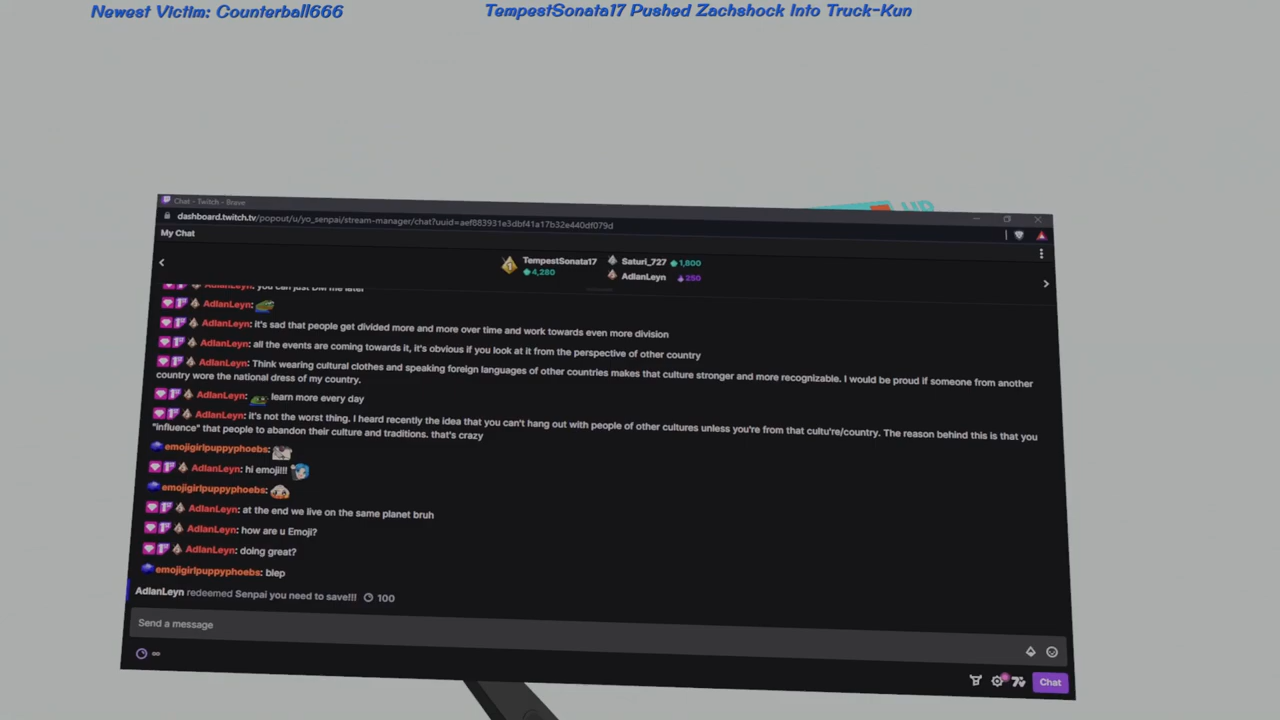 Newest Victim: Counterball666
TempestSonata17 Pushed Zachshock Into Truck-Kun
Chat - Twitch - Brave
dashboard.twitch.tv/popout/u/yo_senpai/stream-manager/chat?uuid=aef883931e3dbf41a17b32e440df079d
UP
My Chat
1 TempestSonata17 4,280
Saturi_727 1,800
AdlanLeyn 250
AdlanLeyn: you can just DM me later
AdlanLeyn:
AdlanLeyn: it's sad that people get divided more and more over time and work towards even more division
AdlanLeyn: all the events are coming towards it, it's obvious if you look at it from the perspective of other country
AdlanLeyn: Think wearing cultural clothes and speaking foreign languages of other countries makes that culture stronger and more recognizable. I would be proud if someone from another
country wore the national dress of my country.
AdlanLeyn: learn more every day
AdlanLeyn: it's not the worst thing. I heard recently the idea that you can't hang out with people of other cultures unless you're from that cultu're/country. The reason behind this is that you
"influence" that people to abandon their culture and traditions. that's crazy
emojigirlpuppyphoebs:
AdlanLeyn: hi emoji!!!
emojigirlpuppyphoebs:
AdlanLeyn: at the end we live on the same planet bruh
AdlanLeyn: how are u Emoji?
AdlanLeyn: doing great?
emojigirlpuppyphoebs: blep
AdlanLeyn redeemed Senpai you need to save!!! 100
Send a message
∞
Chat